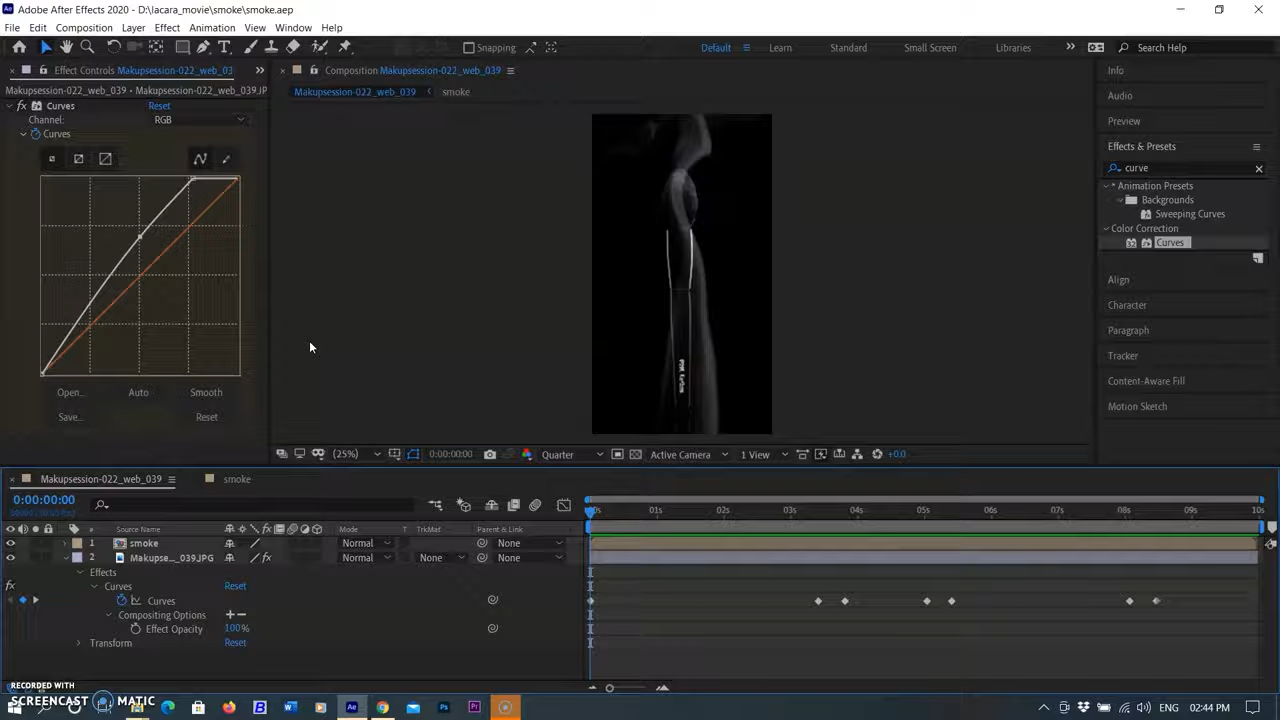 Adobe After Effects 2020 - D:\lacara_movie\smoke\smoke.aep
File Edit Composition Layer Effect Animation View Window Help
Snapping Default Learn Standard Small Screen Libraries Search Help
Effect Controls Makupsession-022_web_03
Composition Makupsession-022_web_039
Info
Makupsession-022_web_039 • Makupsession-022_web_039.JP
Makupsession-022_web_039 smoke
Audio
fx Curves Reset
Channel: RGB
Curves
Preview
Effects & Presets
curve
* Animation Presets
Backgrounds
Sweeping Curves
Color Correction
Curves
Align
Character
Paragraph
Tracker
Content-Aware Fill
Motion Sketch
Open... Auto Smooth
Save... Reset
(25%) 0:00:00:00 Quarter Active Camera 1 View +0.0
Makupsession-022_web_039 smoke
0:00:00:00
01s 02s 03s 04s 05s 06s 07s 08s 09s 10s
# Source Name Mode T TrkMat Parent & Link
1 smoke Normal None
2 Makupse..._039.JPG Normal None None
Effects
fx Curves Reset
Curves
Compositing Options
Effect Opacity 100%
Transform Reset
RECORDED WITH
SCREENCAST MATIC
02:44 PM